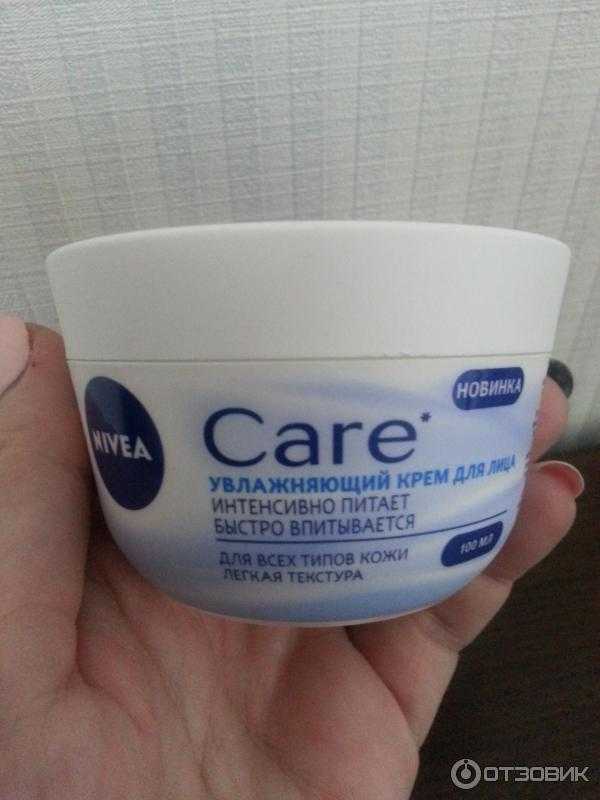 НОВИНКА
NIVEA
Care*
УВЛАЖНЯЮЩИЙ КРЕМ ДЛЯ ЛИЦА
ИНТЕНСИВНО ПИТАЕТ
БЫСТРО ВПИТЫВАЕТСЯ
100 МЛ
ДЛЯ ВСЕХ ТИПОВ КОЖИ
ЛЕГКАЯ ТЕКСТУРА
ОТЗОВИК